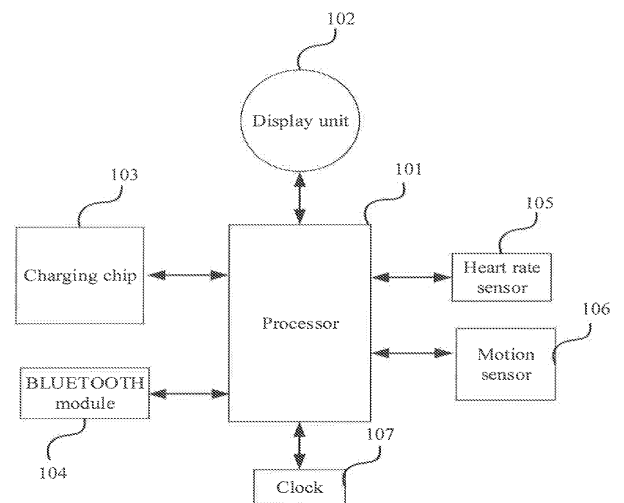 102
Display unit
103
101
105
Charging chip
Heart rate
sensor
106
Processor
Motion
sensor
BLUETOOTH
module
107
104
Clock